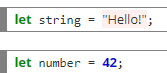 let string = "Hello!";
let number = 42;